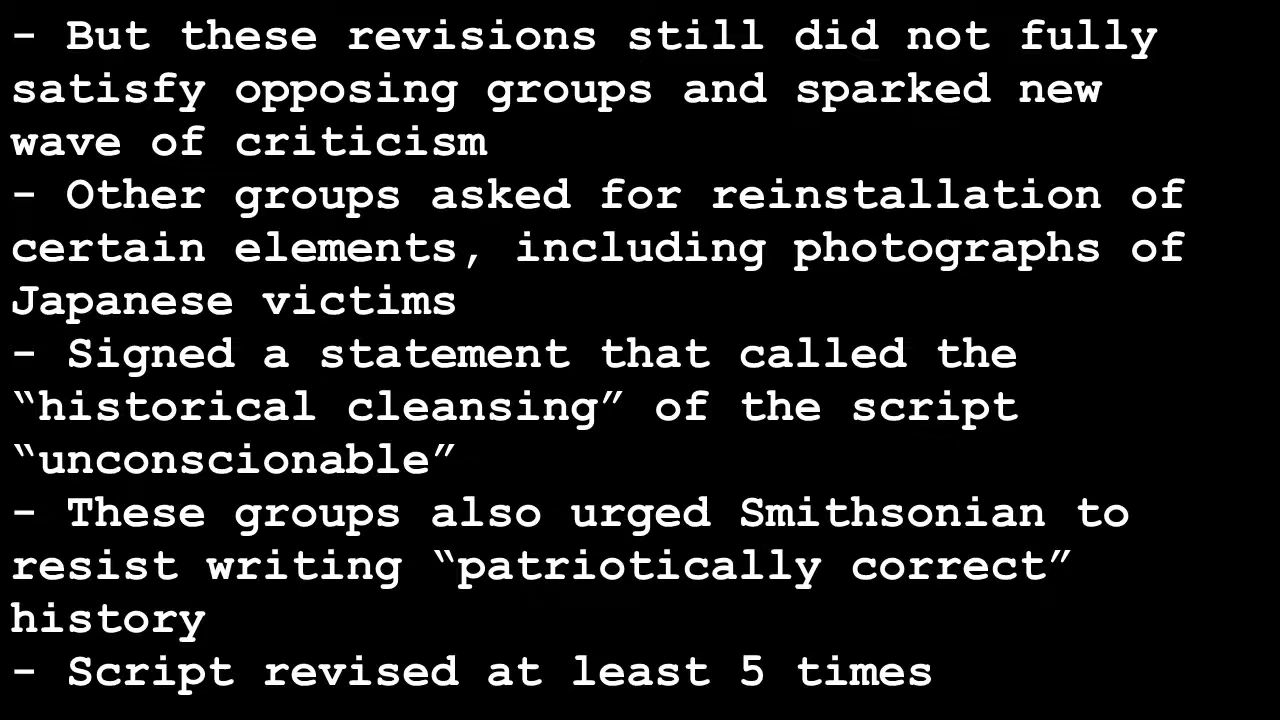 - But these revisions still did not fully
satisfy opposing groups and sparked new
wave of criticism
- Other groups asked for reinstallation of
certain elements, including photographs of
Japanese victims
- Signed a statement that called the
“historical cleansing” of the script
“unconscionable”
- These groups also urged Smithsonian to
resist writing “patriotically correct”
history
- Script revised at least 5 times